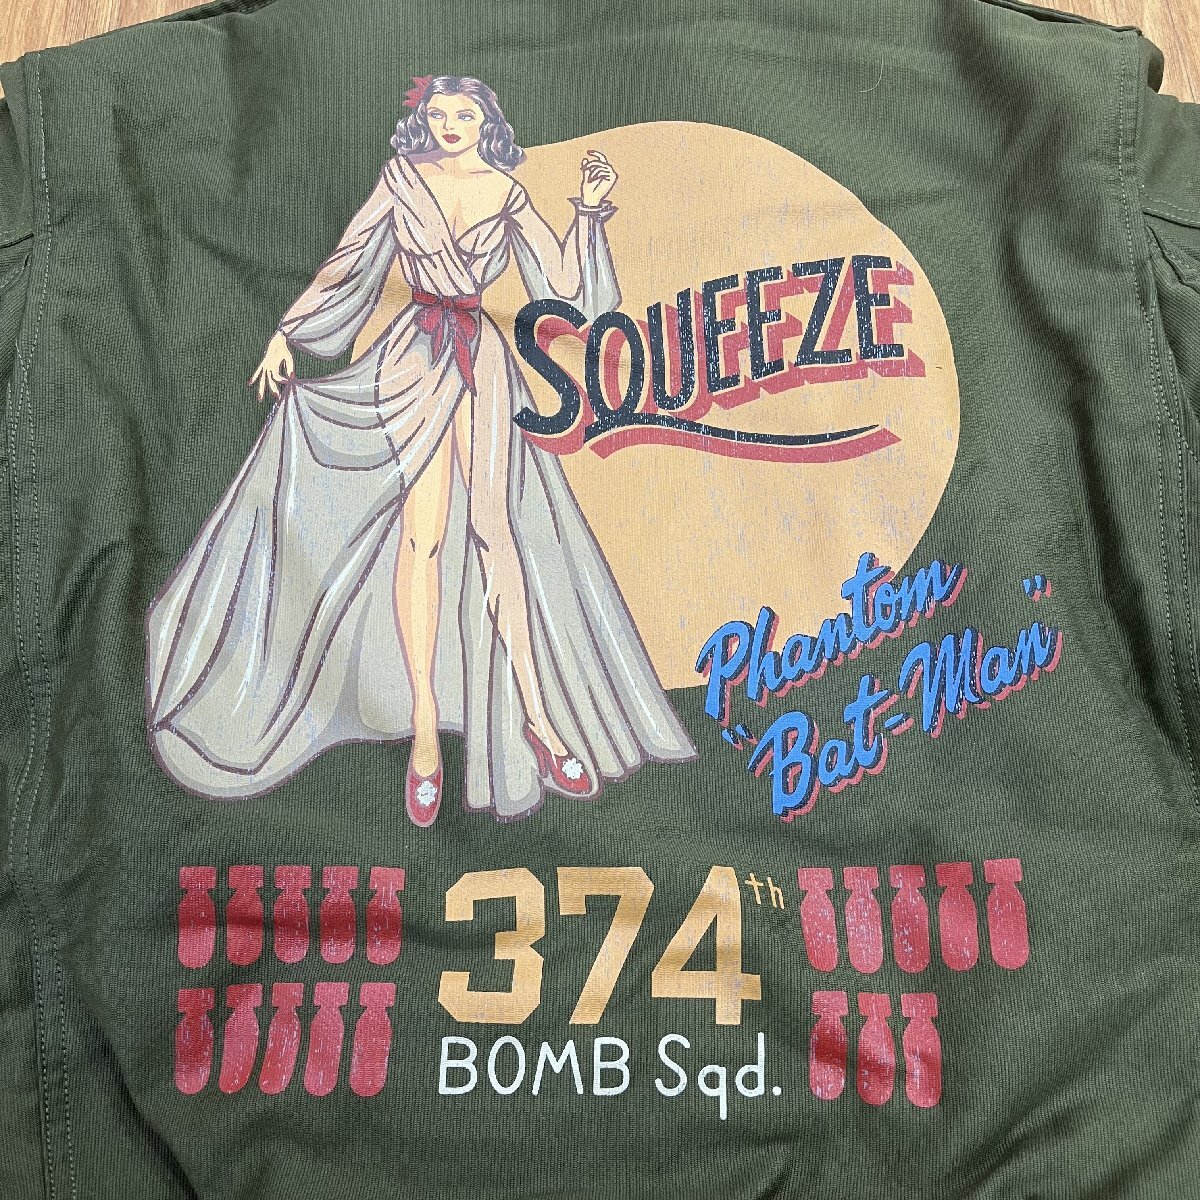 SQUEEZE
Phantom
"Bat-Man"
374th
BOMB Sqd.